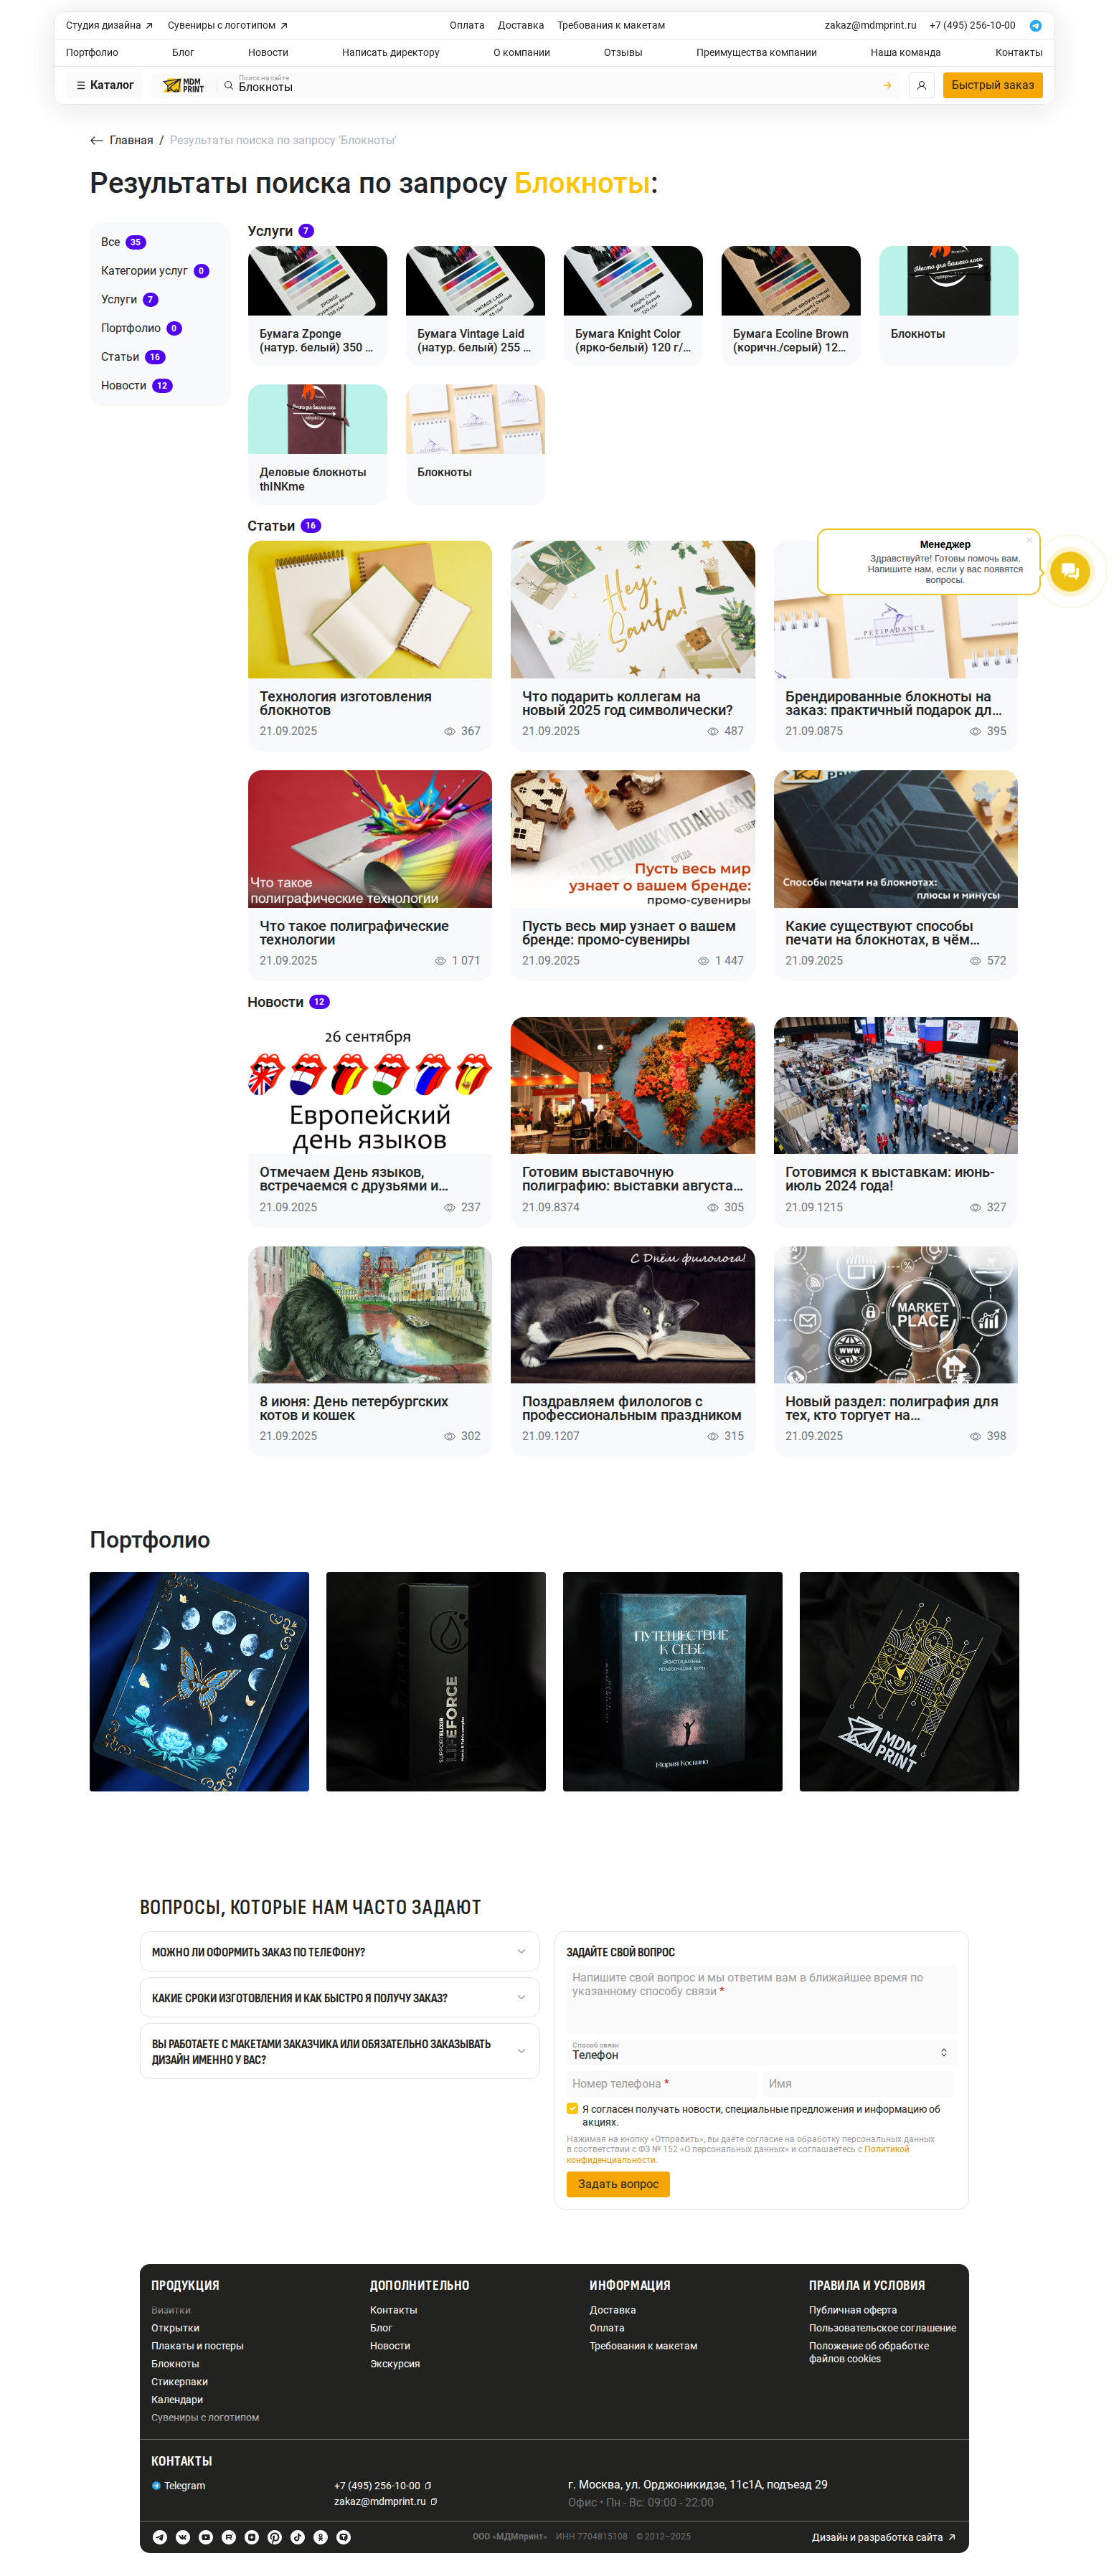 Студия дизайна
Сувениры с логотипом
Оплата
Доставка
Требования к макетам
zakaz@mdmprint.ru
+7 (495) 256-10-00
Портфолио
Блог
Новости
Написать директору
О компании
Отзывы
Преимущества компании
Наша команда
Контакты
Каталог
MDM PRINT
Поиск на сайте
Блокноты
Быстрый заказ
Главная / Результаты поиска по запросу 'Блокноты'
Результаты поиска по запросу Блокноты:
Все 35
Категории услуг 0
Услуги 7
Портфолио 0
Статьи 16
Новости 12
Услуги 7
Бумага Zponge
(натур. белый) 350 ...
Бумага Vintage Laid
(натур. белый) 255 ...
Бумага Knight Color
(ярко-белый) 120 г/...
Бумага Ecoline Brown
(коричн./серый) 12...
Блокноты
Деловые блокноты
thINKme
Блокноты
Статьи 16
Менеджер
Здравствуйте! Готовы помочь вам.
Напишите нам, если у вас появятся
вопросы.
Hey,
Santa!
PETIPADANCE
Технология изготовления
блокнотов
21.09.2025
367
Что подарить коллегам на
новый 2025 год символически?
21.09.2025
487
Брендированные блокноты на
заказ: практичный подарок дл...
21.09.0875
395
Что такое
полиграфические технологии
Пусть весь мир
узнает о вашем бренде:
промо-сувениры
Способы печати на блокнотах:
плюсы и минусы
Что такое полиграфические
технологии
21.09.2025
1 071
Пусть весь мир узнает о вашем
бренде: промо-сувениры
21.09.2025
1 447
Какие существуют способы
печати на блокнотах, в чём...
21.09.2025
572
Новости 12
26 сентября
Европейский
день языков
Отмечаем День языков,
встречаемся с друзьями и...
21.09.2025
237
Готовим выставочную
полиграфию: выставки августа...
21.09.8374
305
Готовимся к выставкам: июнь-
июль 2024 года!
21.09.1215
327
С Днём филолога!
MARKET
PLACE
WWW
8 июня: День петербургских
котов и кошек
21.09.2025
302
Поздравляем филологов с
профессиональным праздником
21.09.1207
315
Новый раздел: полиграфия для
тех, кто торгует на...
21.09.2025
398
Портфолио
SUPPORTELIXIR
LIFEFORCE
ПУТЕШЕСТВИЕ
К СЕБЕ
Мария Коскина
MDM
PRINT
ВОПРОСЫ, КОТОРЫЕ НАМ ЧАСТО ЗАДАЮТ
МОЖНО ЛИ ОФОРМИТЬ ЗАКАЗ ПО ТЕЛЕФОНУ?
КАКИЕ СРОКИ ИЗГОТОВЛЕНИЯ И КАК БЫСТРО Я ПОЛУЧУ ЗАКАЗ?
ВЫ РАБОТАЕТЕ С МАКЕТАМИ ЗАКАЗЧИКА ИЛИ ОБЯЗАТЕЛЬНО ЗАКАЗЫВАТЬ
ДИЗАЙН ИМЕННО У ВАС?
ЗАДАЙТЕ СВОЙ ВОПРОС
Напишите свой вопрос и мы ответим вам в ближайшее время по
указанному способу связи *
Способ связи
Телефон
Номер телефона *
Имя
Я согласен получать новости, специальные предложения и информацию об
акциях.
Нажимая на кнопку «Отправить», вы даёте согласие на обработку персональных данных
в соответствии с ФЗ № 152 «О персональных данных» и соглашаетесь с Политикой
конфиденциальности.
Задать вопрос
ПРОДУКЦИЯ
Визитки
Открытки
Плакаты и постеры
Блокноты
Стикерпаки
Календари
Сувениры с логотипом
ДОПОЛНИТЕЛЬНО
Контакты
Блог
Новости
Экскурсия
ИНФОРМАЦИЯ
Доставка
Оплата
Требования к макетам
ПРАВИЛА И УСЛОВИЯ
Публичная оферта
Пользовательское соглашение
Положение об обработке
файлов cookies
КОНТАКТЫ
Telegram
+7 (495) 256-10-00
zakaz@mdmprint.ru
г. Москва, ул. Орджоникидзе, 11с1А, подъезд 29
Офис • Пн - Вс: 09:00 - 22:00
ООО «МДМпринт»
ИНН 7704815108
© 2012–2025
Дизайн и разработка сайта